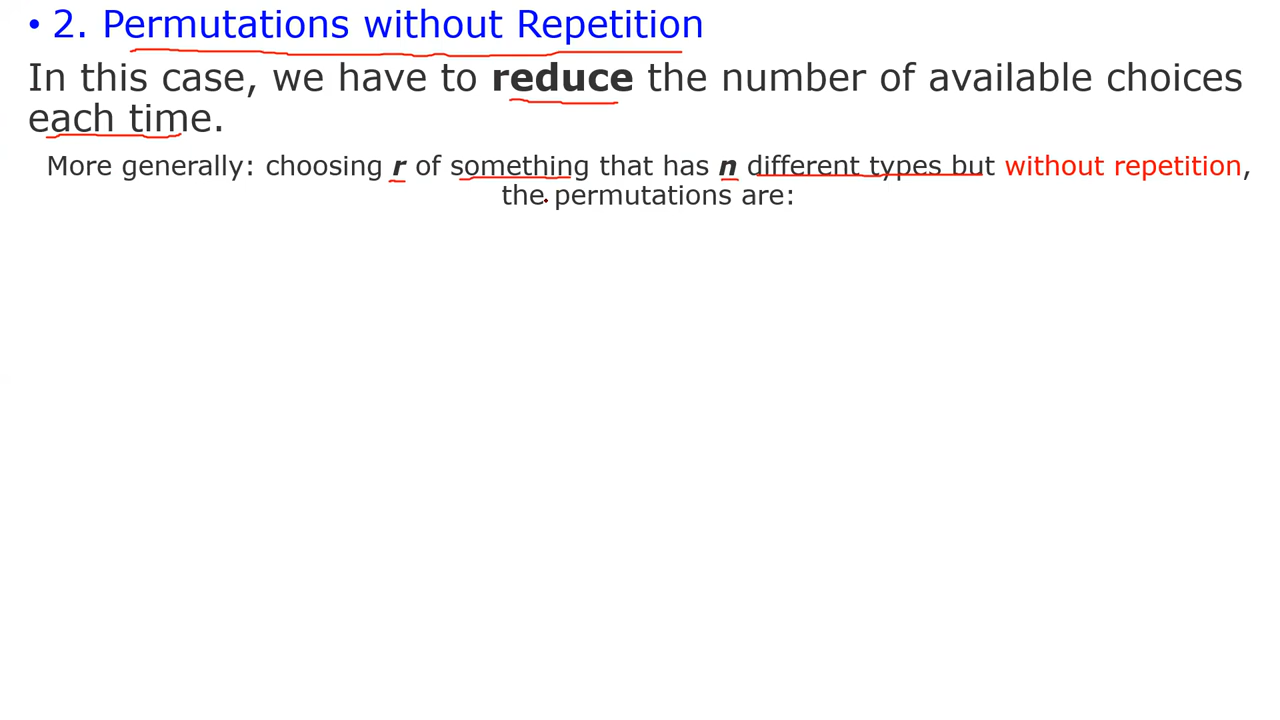 • 2. Permutations without Repetition
In this case, we have to reduce the number of available choices
each time.
More generally: choosing r of something that has n different types but without repetition,
the permutations are: